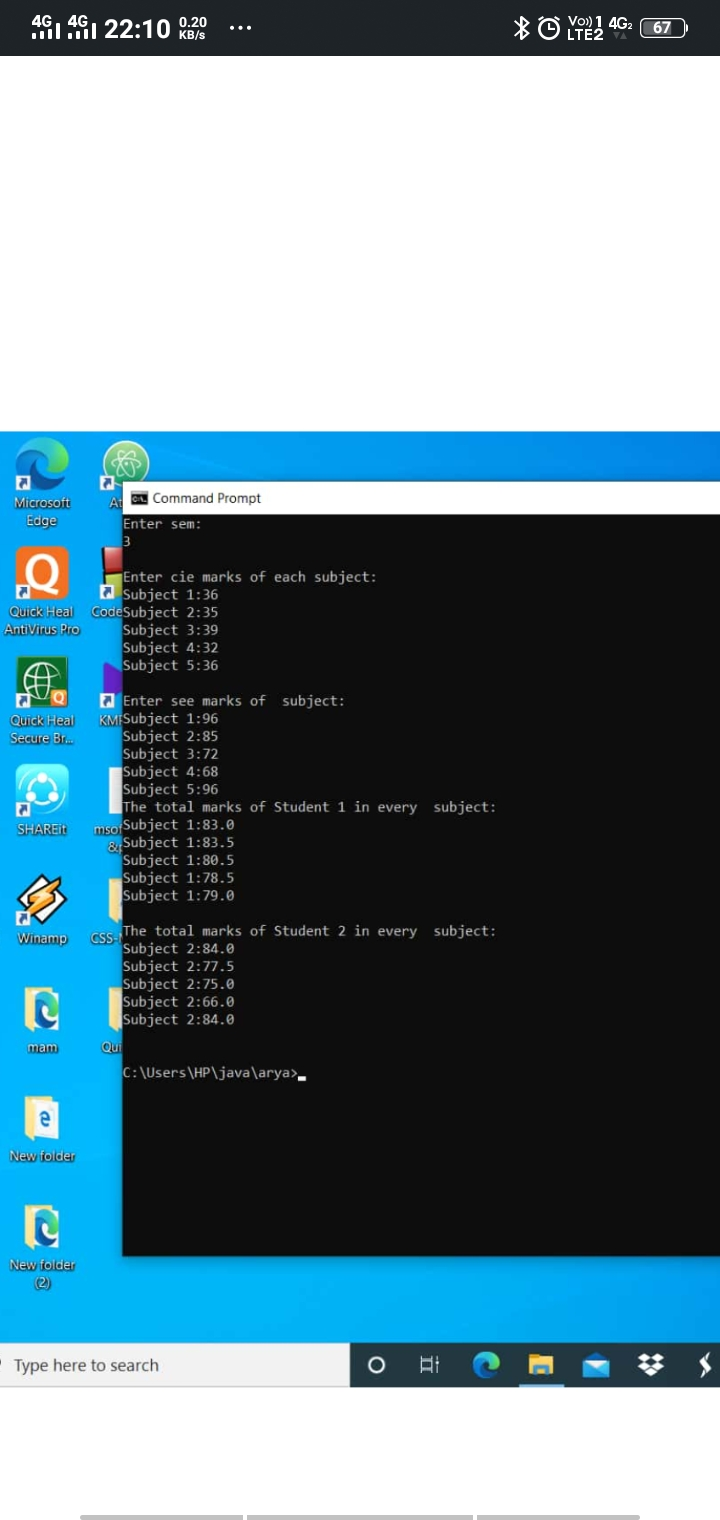 4G 4G 22:10 0.20 KB/s ... Vo)) 1 LTE2 4G2 67
Microsoft
Edge
At
Quick Heal
AntiVirus Pro
Code
Quick Heal
Secure Br...
SHAREit
Winamp
CSS-
mam
Qui
New folder
New folder
(2)
Command Prompt
Enter sem:
3
Enter cie marks of each subject:
Subject 1:36
Subject 2:35
Subject 3:39
Subject 4:32
Subject 5:36
Enter see marks of  subject:
Subject 1:96
Subject 2:85
Subject 3:72
Subject 4:68
Subject 5:96
The total marks of Student 1 in every  subject:
Subject 1:83.0
Subject 1:83.5
Subject 1:80.5
Subject 1:78.5
Subject 1:79.0
The total marks of Student 2 in every  subject:
Subject 2:84.0
Subject 2:77.5
Subject 2:75.0
Subject 2:66.0
Subject 2:84.0
C:\Users\HP\java\arya>
Type here to search